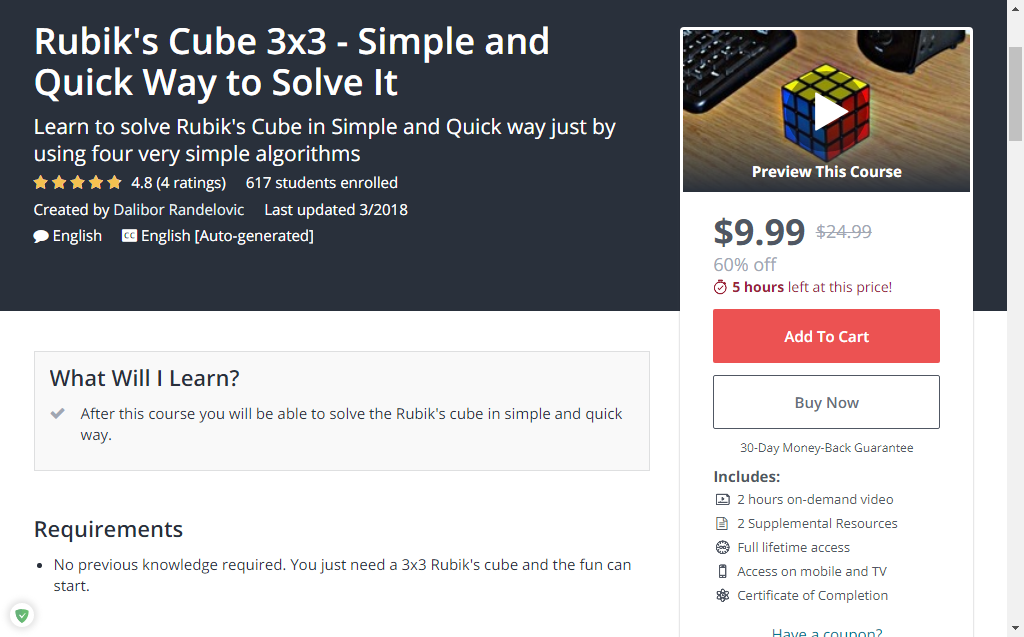 Rubik's Cube 3x3 - Simple and
Quick Way to Solve It
Learn to solve Rubik's Cube in Simple and Quick way just by
using four very simple algorithms
4.8 (4 ratings) 617 students enrolled
Created by Dalibor Randelovic Last updated 3/2018
English CC English [Auto-generated]
Preview This Course
$9.99 $24.99
60% off
5 hours left at this price!
Add To Cart
Buy Now
30-Day Money-Back Guarantee
Includes:
2 hours on-demand video
2 Supplemental Resources
Full lifetime access
Access on mobile and TV
Certificate of Completion
Have a coupon?
What Will I Learn?
After this course you will be able to solve the Rubik's cube in simple and quick
way.
Requirements
• No previous knowledge required. You just need a 3x3 Rubik's cube and the fun can
start.